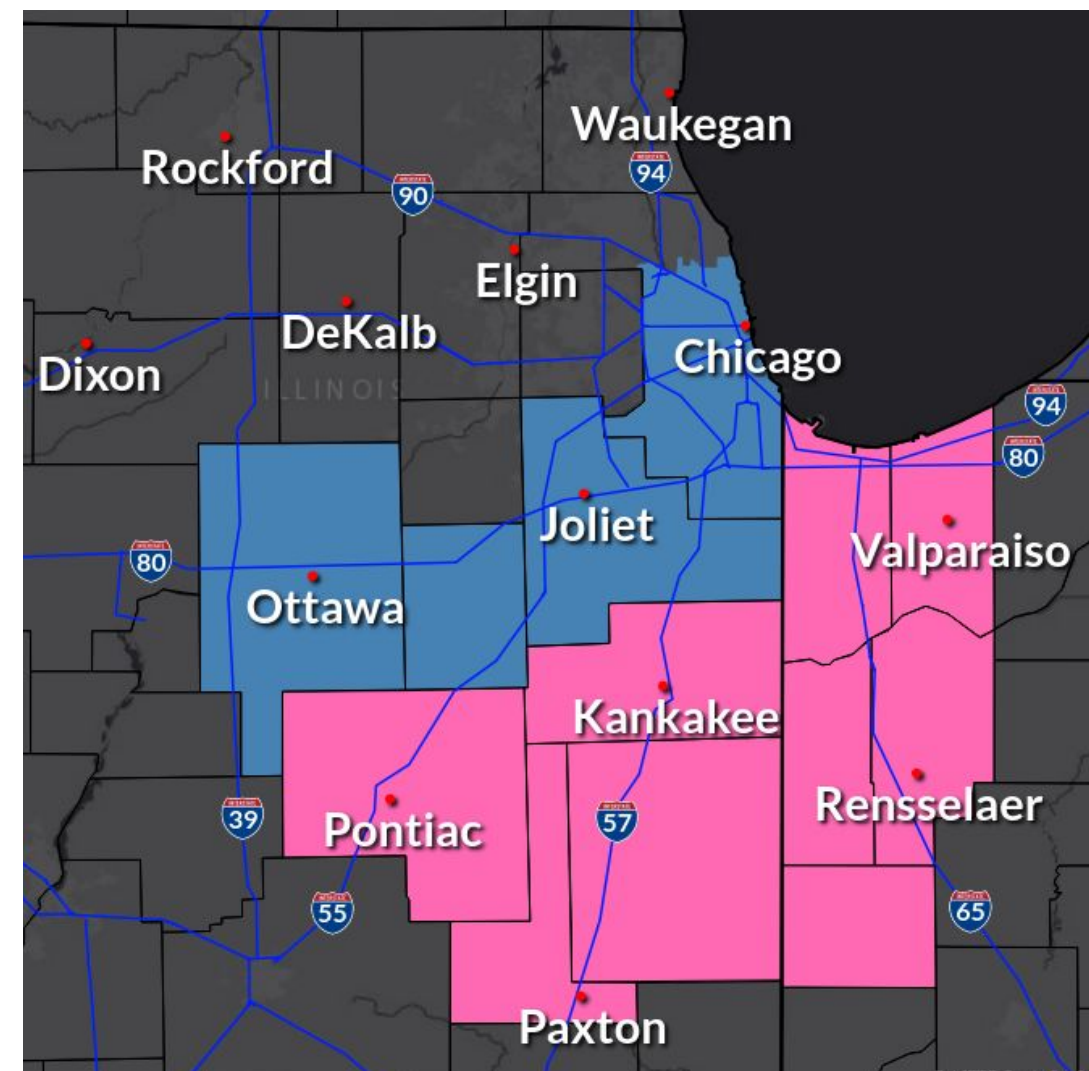 Waukegan
Rockford
94
90
Elgin
DeKalb
Chicago
Dixon
ILLINOIS
94
80
Joliet
Valparaiso
80
Ottawa
Kankakee
Rensselaer
39
Pontiac
57
55
65
Paxton